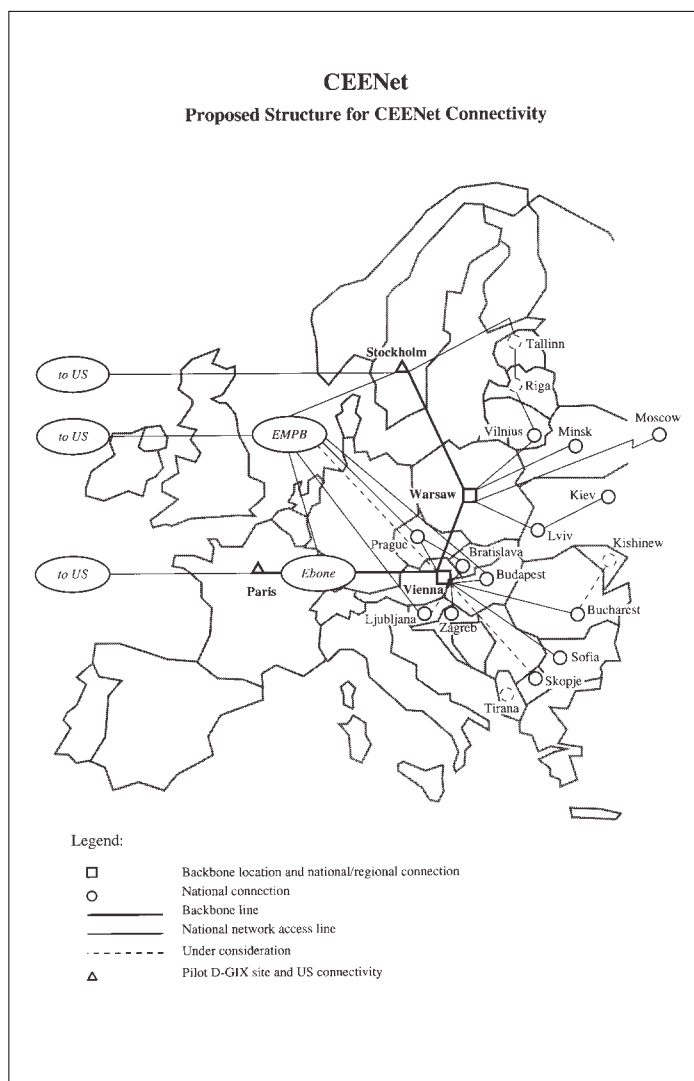 CEENet
Proposed Structure for CEENet Connectivity
Stockholm
Tallinn
to US
Riga
to US
EMPB
Vilnius
Minsk
Moscow
Warsaw
Kiev
Lviv
Prague
Bratislava
Kishinew
to US
Paris
Ebone
Vienna
Budapest
Ljubljana
Zagreb
Bucharest
Sofia
Skopje
Tirana
Legend:
Backbone location and national/regional connection
National connection
Backbone line
National network access line
Under consideration
Pilot D-GIX site and US connectivity